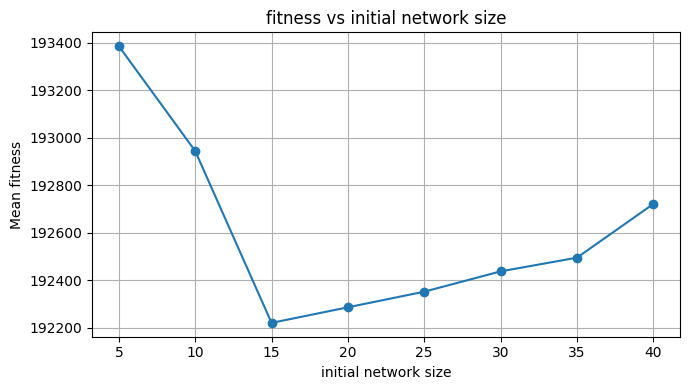 fitness vs initial network size
Mean fitness
193400
193200
193000
192800
192600
192400
192200
5 10 15 20 25 30 35 40
initial network size